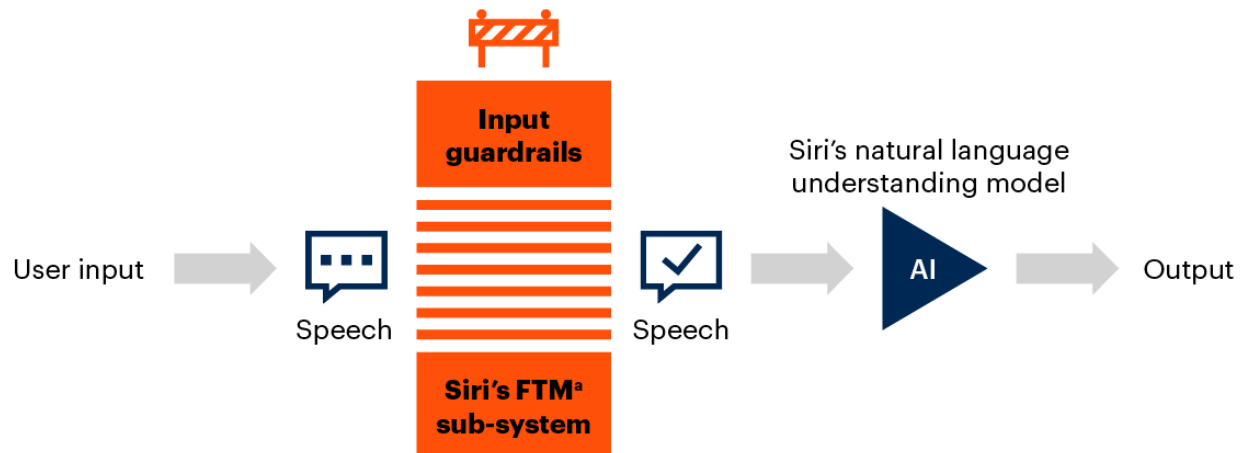 Input
guardrails
Siri's natural language
understanding model
User input
Speech
Speech
AI
Output
Siri's FTMᵃ
sub-system